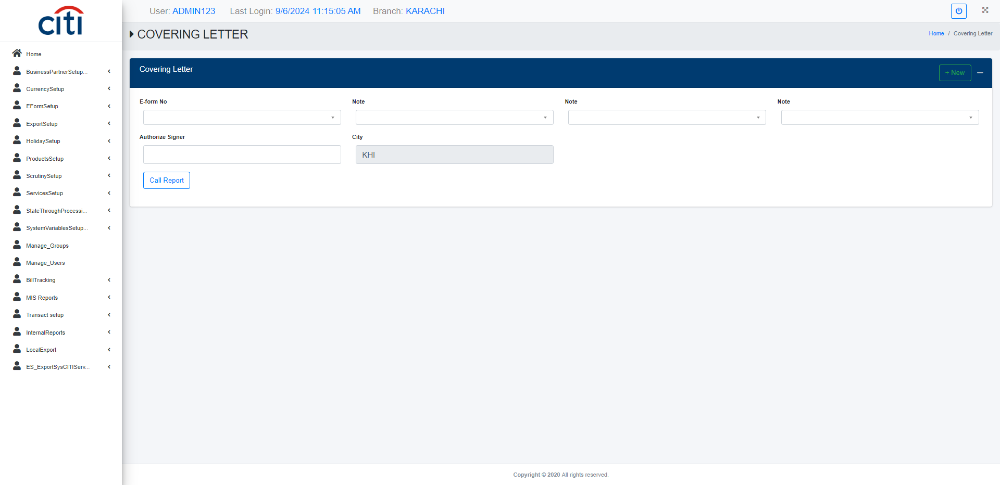 citi
User: ADMIN123 Last Login: 9/6/2024 11:15:05 AM Branch: KARACHI
COVERING LETTER
Home / Covering Letter
Home
BusinessPartnerSetup...
CurrencySetup
EFormSetup
ExportSetup
HolidaySetup
ProductsSetup
ScrutinySetup
ServicesSetup
StateThroughProcessi...
SystemVariablesSetup...
Manage_Groups
Manage_Users
BillTracking
MIS Reports
Transact setup
InternalReports
LocalExport
ES_ExportSysCITIServ...
Covering Letter
+ New
E-form No
Note
Note
Note
Authorize Signer
City
KHI
Call Report
Copyright © 2020 All rights reserved.